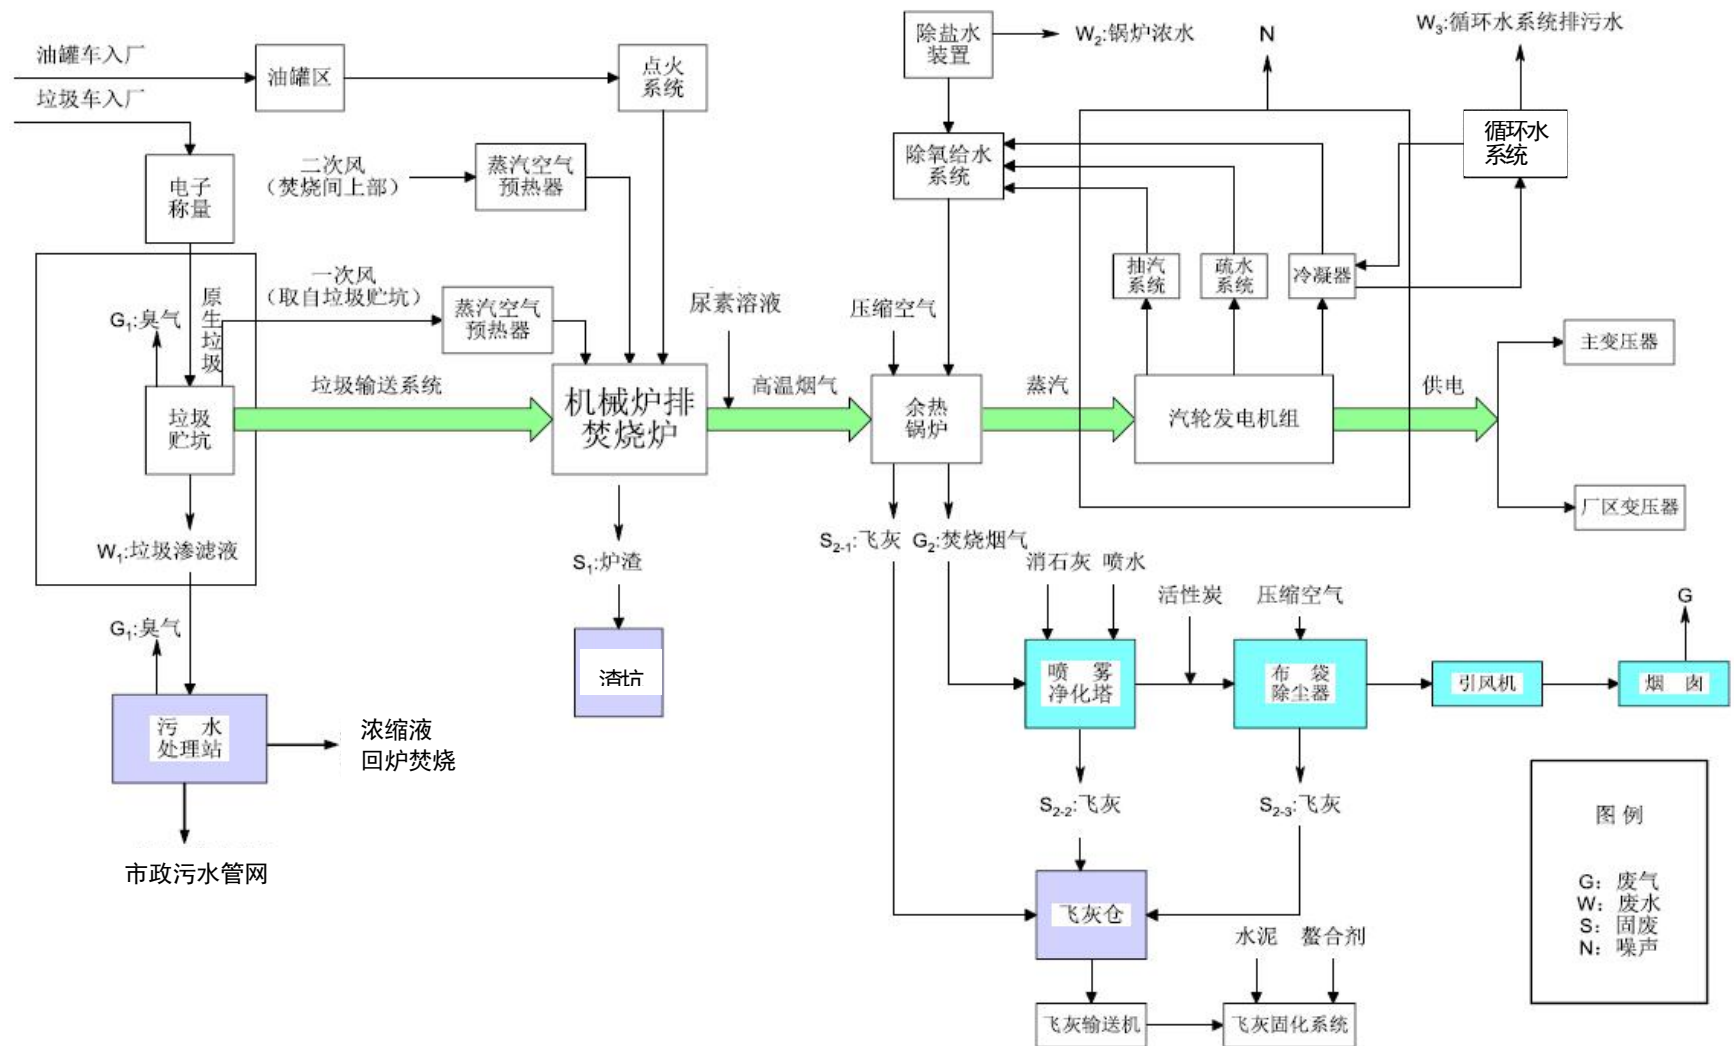 油罐车入厂
垃圾车入厂
油罐区
点火
系统
除盐水
装置
W2:锅炉浓水
N
W3:循环水系统排污水
循环水
系统
电子
称量
二次风
（焚烧间上部）
蒸汽空气
预热器
除氧给水
系统
抽汽
系统
疏水
系统
冷凝器
原生垃圾
G1:臭气
一次风
（取自垃圾贮坑）
蒸汽空气
预热器
尿素溶液
压缩空气
主变压器
垃圾
贮坑
垃圾输送系统
机械炉排
焚烧炉
高温烟气
余热
锅炉
蒸汽
汽轮发电机组
供电
厂区变压器
W1:垃圾渗滤液
S1:炉渣
S2-1:飞灰
G2:焚烧烟气
消石灰
喷水
活性炭
压缩空气
G
G1:臭气
渣坑
喷 雾
净化塔
布 袋
除尘器
引风机
烟 囱
污 水
处理站
浓缩液
回炉焚烧
市政污水管网
S2-2:飞灰
S2-3:飞灰
飞灰仓
水泥
螯合剂
飞灰输送机
飞灰固化系统
图 例
G：废气
W：废水
S：固废
N：噪声